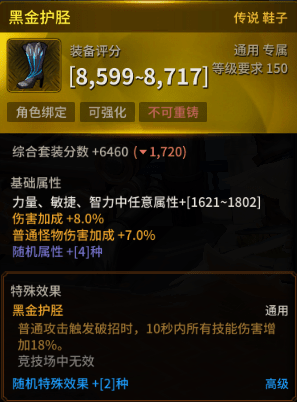 黑金护胫
传说 鞋子
装备评分
通用 专属
[8,599~8,717]
等级要求 150
角色绑定
可强化
不可重铸
综合套装分数 +6460 (▼1,720)
基础属性
力量、敏捷、智力中任意属性+[1621~1802]
伤害加成 +8.0%
普通怪物伤害加成 +7.0%
随机属性 +[4]种
特殊效果
黑金护胫
通用
普通攻击触发破招时，10秒内所有技能伤害增
加18%。
竞技场中无效
随机特殊效果 +[2]种
高级